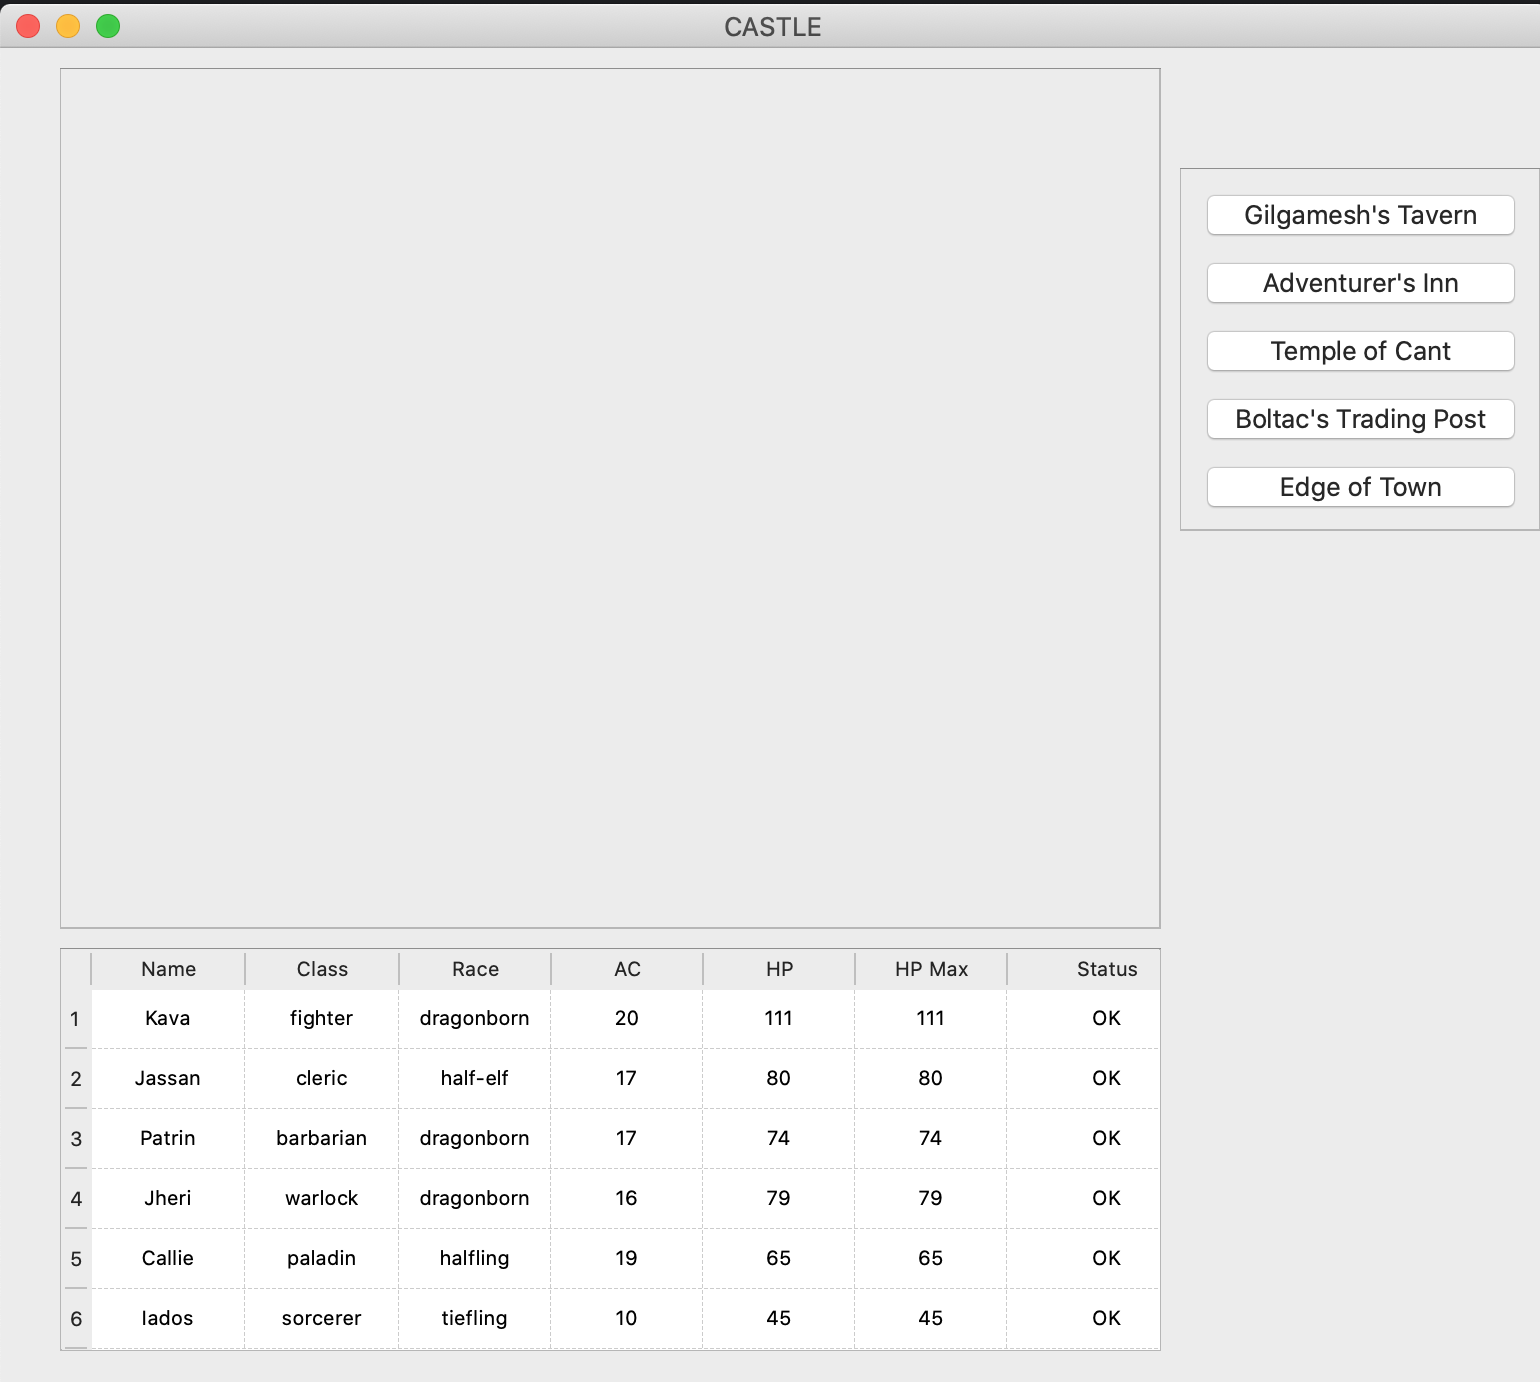 CASTLE
Gilgamesh's Tavern
Adventurer's Inn
Temple of Cant
Boltac's Trading Post
Edge of Town
Name Class Race AC HP HP Max Status
1 Kava fighter dragonborn 20 111 111 OK
2 Jassan cleric half-elf 17 80 80 OK
3 Patrin barbarian dragonborn 17 74 74 OK
4 Jheri warlock dragonborn 16 79 79 OK
5 Callie paladin halfling 19 65 65 OK
6 Iados sorcerer tiefling 10 45 45 OK